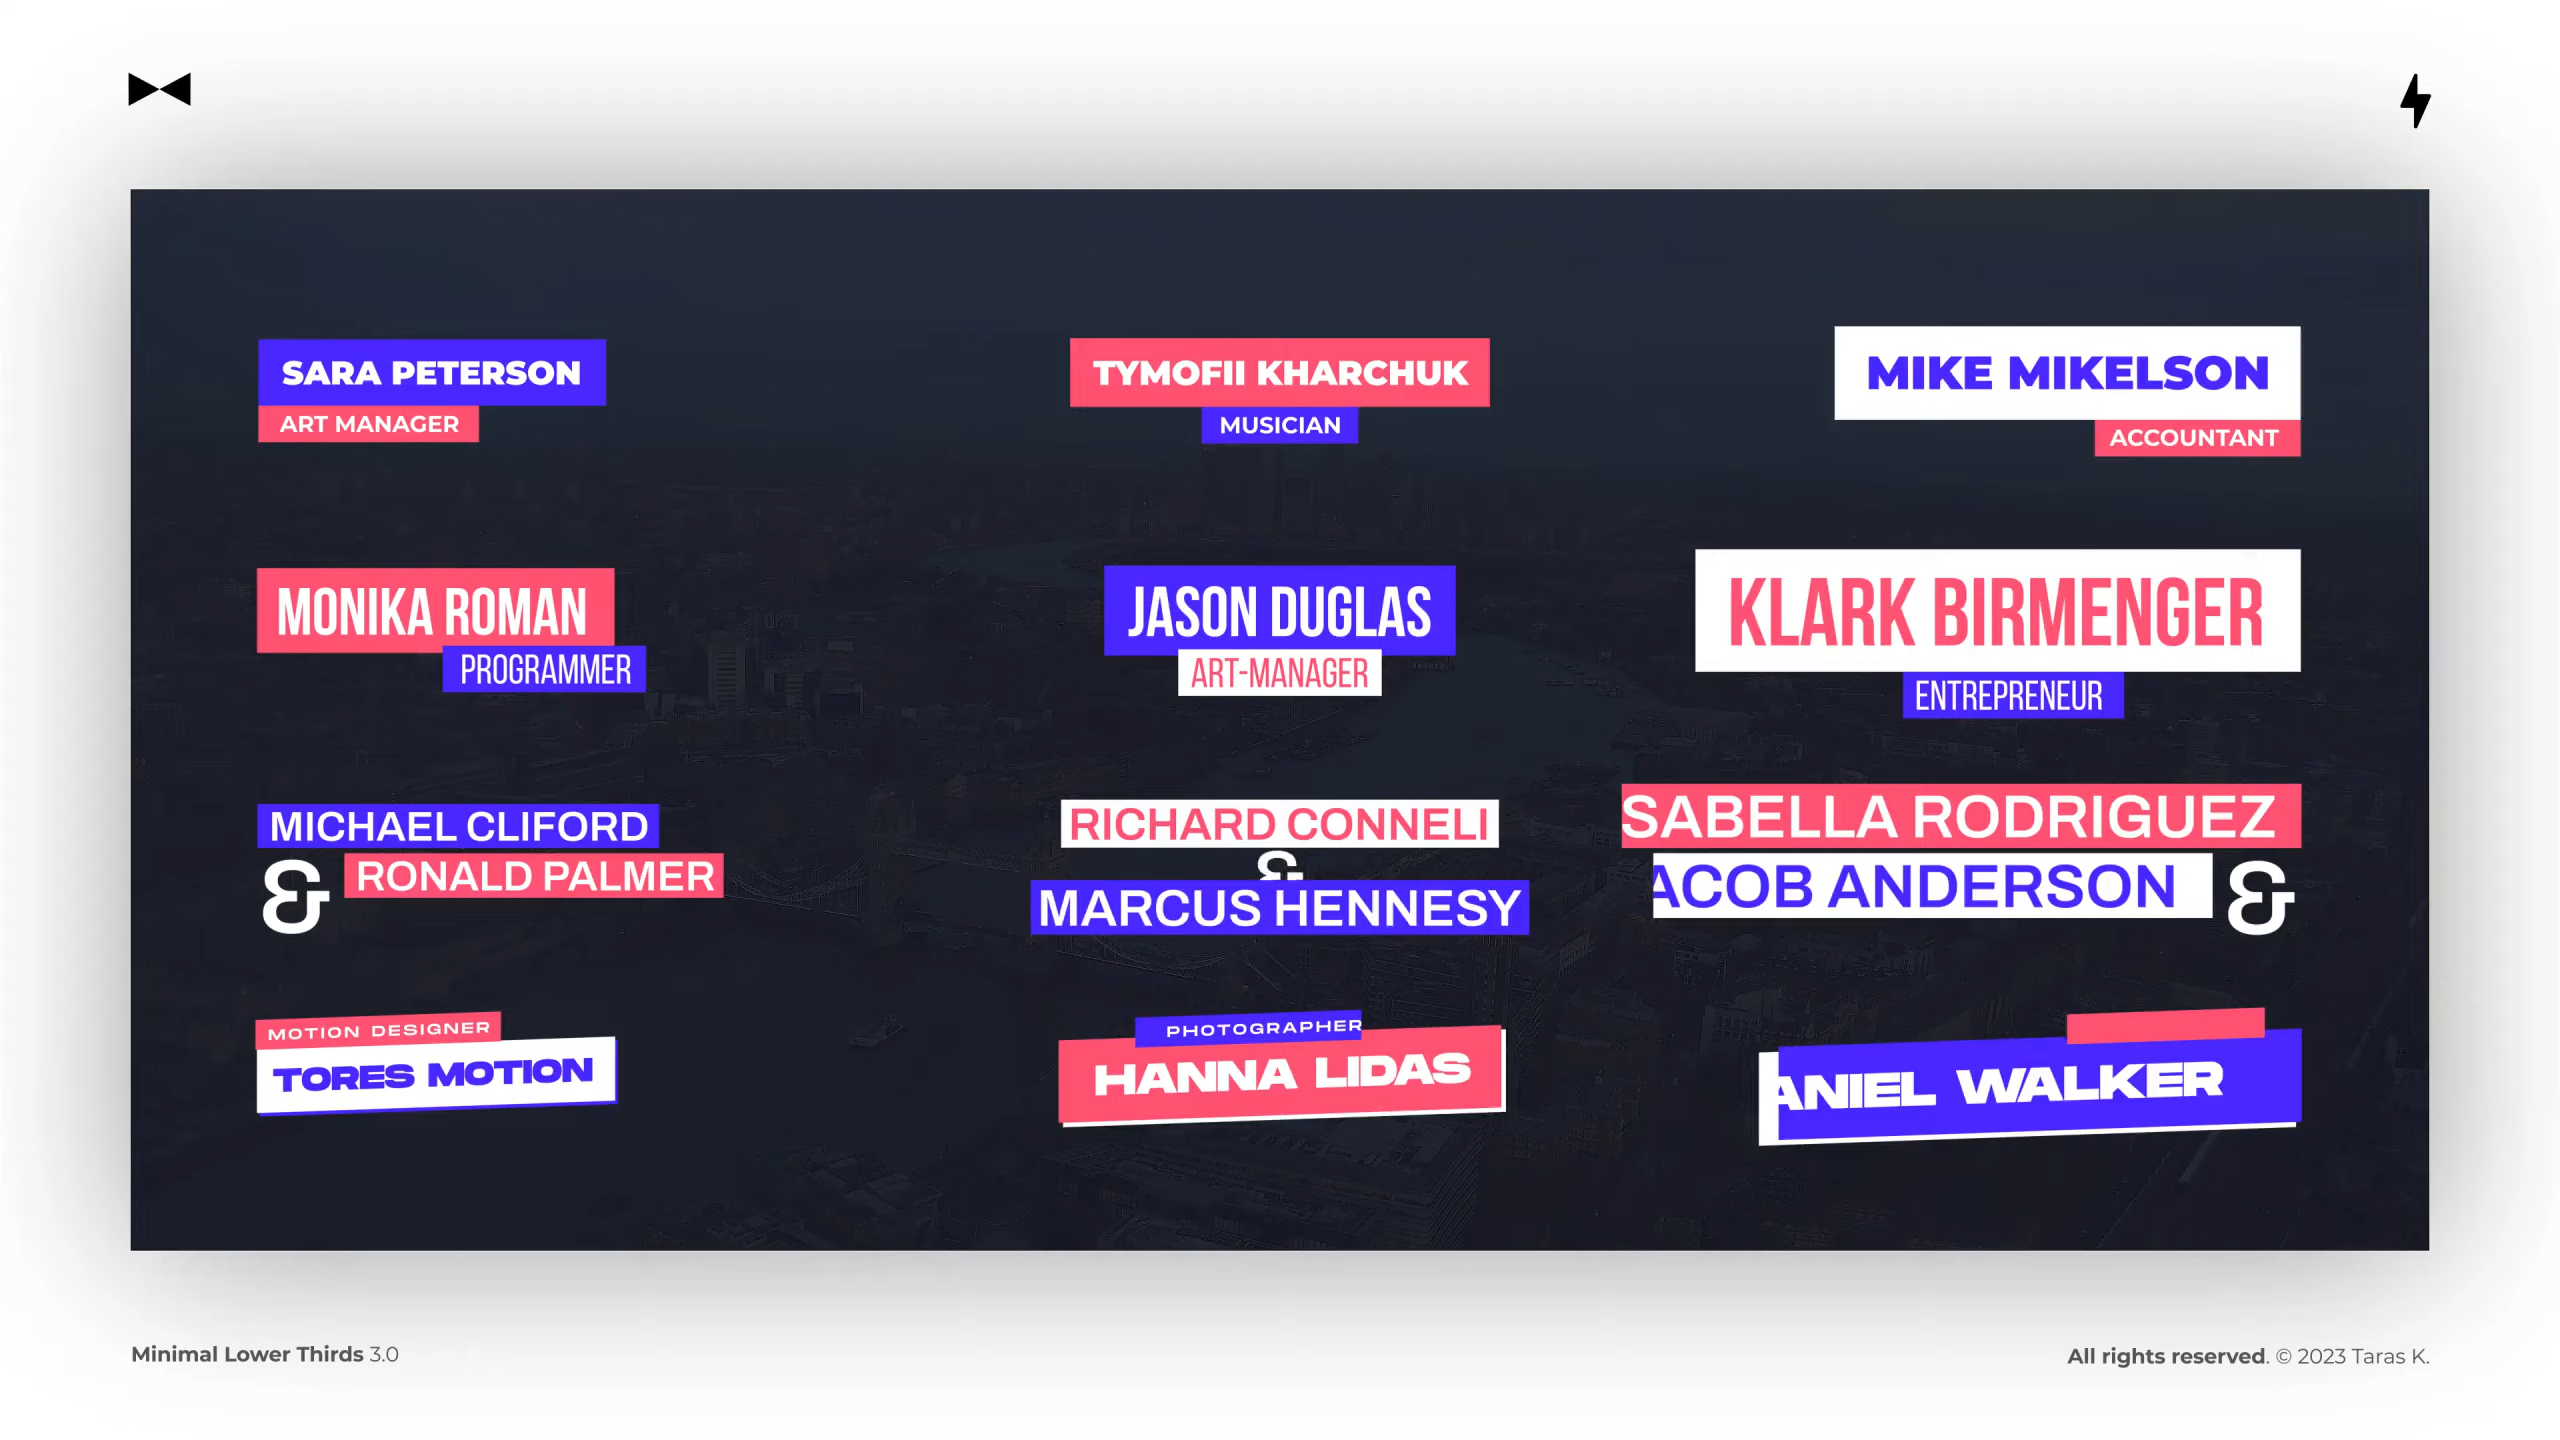 SARA PETERSON
ART MANAGER
TYMOFII KHARCHUK
MUSICIAN
MIKE MIKELSON
ACCOUNTANT
MONIKA ROMAN
PROGRAMMER
JASON DUGLAS
ART-MANAGER
KLARK BIRMENGER
ENTREPRENEUR
MICHAEL CLIFORD
& RONALD PALMER
RICHARD CONNELI
&
MARCUS HENNESY
SABELLA RODRIGUEZ
ACOB ANDERSON &
MOTION DESIGNER
TORES MOTION
PHOTOGRAPHER
HANNA LIDAS
ANIEL WALKER
Minimal Lower Thirds 3.0
All rights reserved. © 2023 Taras K.